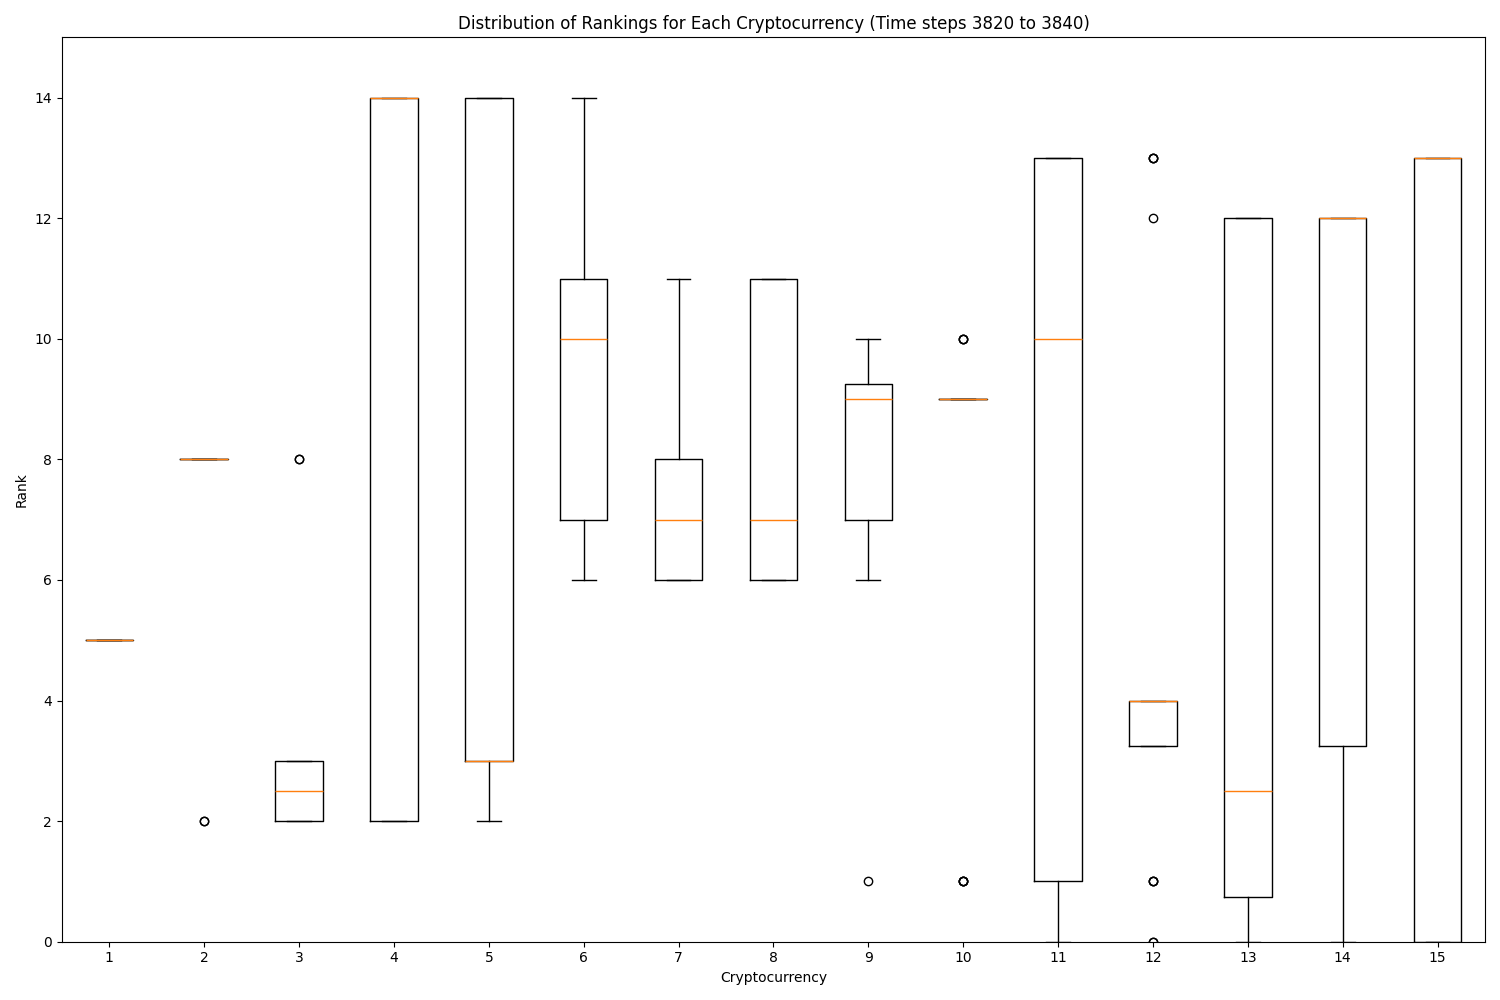 Distribution of Rankings for Each Cryptocurrency (Time steps 3820 to 3840)
Rank
14
12
10
8
6
4
2
0
1 2 3 4 5 6 7 8 9 10 11 12 13 14 15
Cryptocurrency